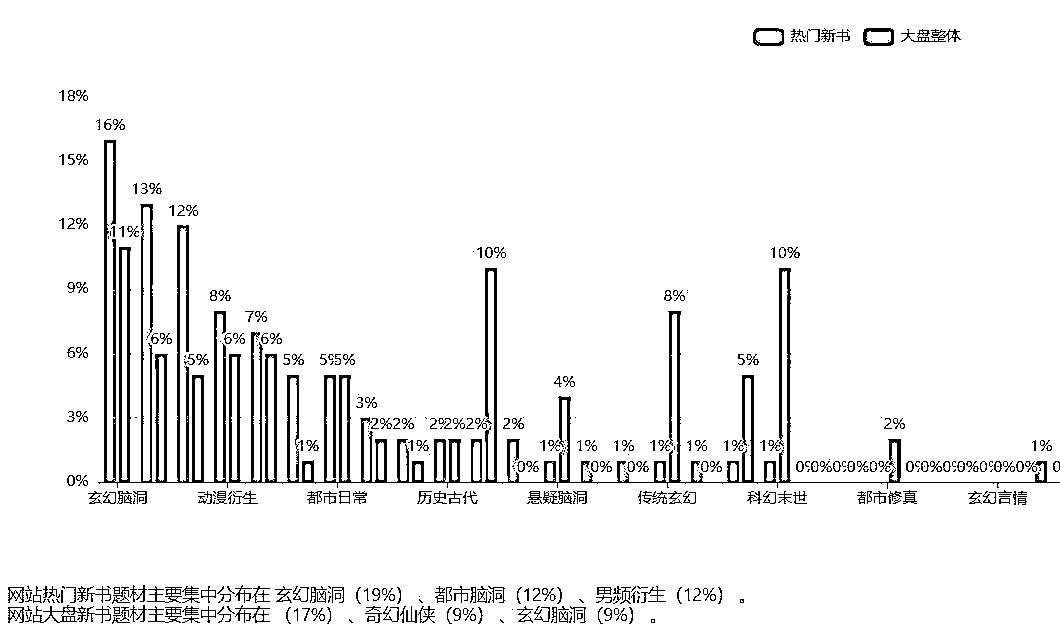 热门新书 大盘整体
18%
16%
15%
13%
12% 12%
11%
10% 10%
9%
8% 6% 8%
7% 6%
6% 6% 5%
5% 5% 5% 5%
4%
3% 3%
2% 2% 2% 2% 2% 2% 2%
1% 1% 1% 1% 1% 1% 1% 1% 1%
0% 0% 0% 0% 0% 0% 0% 0% 0% 0% 0% 0% 0% 0%
玄幻脑洞 动漫衍生 都市日常 历史古代 悬疑脑洞 传统玄幻 科幻末世 都市修真 玄幻言情
网站热门新书题材主要集中分布在 玄幻脑洞（19%）、都市脑洞（12%）、男频衍生（12%）。
网站大盘新书题材主要集中分布在 （17%）、奇幻仙侠（9%）、玄幻脑洞（9%）。